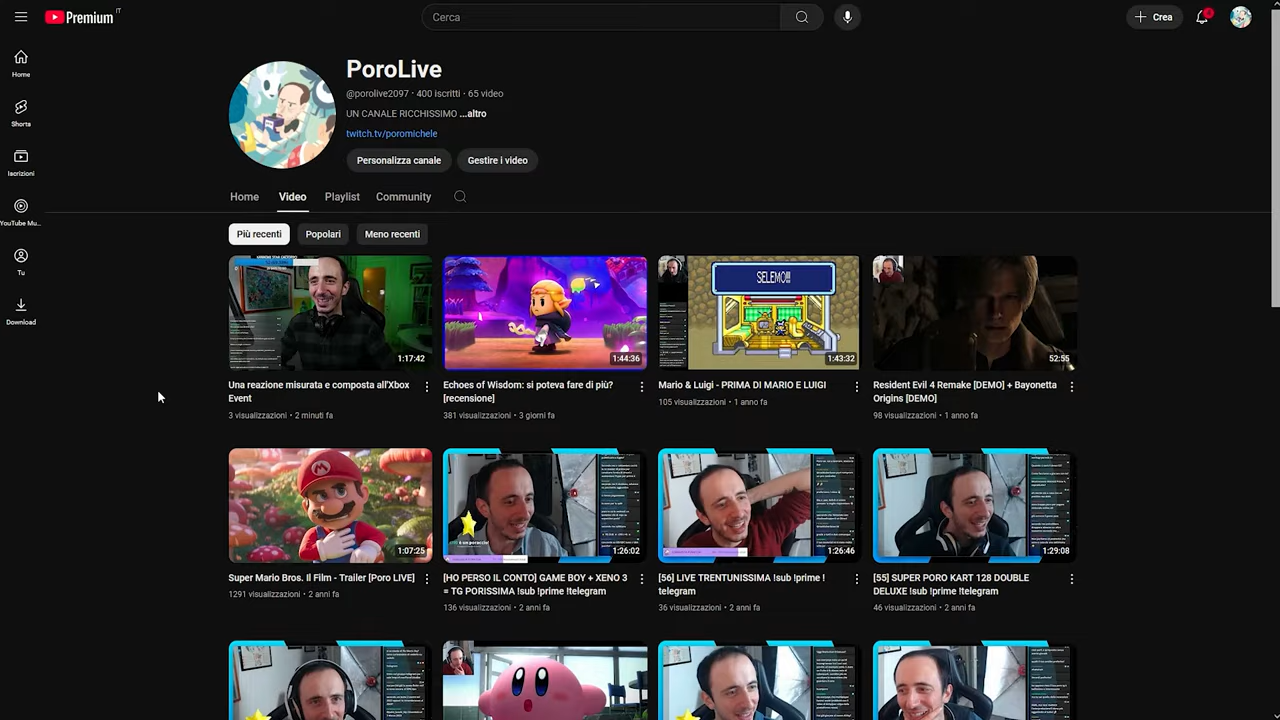 Premium IT
Cerca
Crea
Home
Shorts
Iscrizioni
YouTube Mu...
Tu
Download
PoroLive
@porolive2097 · 400 iscritti · 65 video
UN CANALE RICCHISSIMO ...altro
twitch.tv/poromichele
Personalizza canale
Gestire i video
Home Video Playlist Community
Più recenti Popolari Meno recenti
1:17:42
1:44:36
SELEMO!!!
1:43:32
52:55
Una reazione misurata e composta all'Xbox
Event
3 visualizzazioni · 2 minuti fa
Echoes of Wisdom: si poteva fare di più?
[recensione]
381 visualizzazioni · 3 giorni fa
Mario & Luigi - PRIMA DI MARIO E LUIGI
105 visualizzazioni · 1 anno fa
Resident Evil 4 Remake [DEMO] + Bayonetta
Origins [DEMO]
98 visualizzazioni · 1 anno fa
1:07:25
1:26:02
1:26:46
1:29:08
Super Mario Bros. Il Film - Trailer [Poro LIVE]
1291 visualizzazioni · 2 anni fa
[HO PERSO IL CONTO] GAME BOY + XENO 3
= TG PORISSIMA !sub !prime !telegram
136 visualizzazioni · 2 anni fa
[56] LIVE TRENTUNISSIMA !sub !prime !
telegram
36 visualizzazioni · 2 anni fa
[55] SUPER PORO KART 128 DOUBLE
DELUXE !sub !prime !telegram
46 visualizzazioni · 2 anni fa